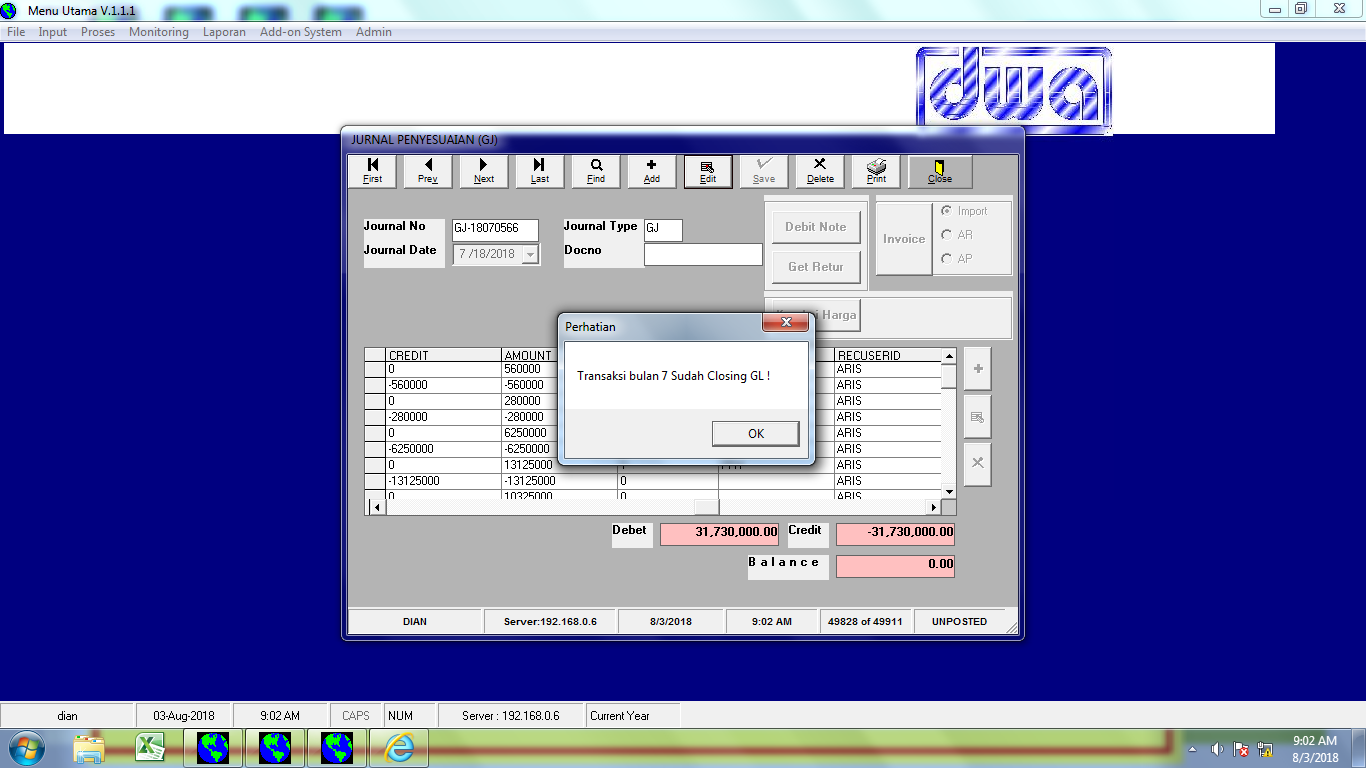 Menu Utama V.1.1.1
File Input Proses Monitoring Laporan Add-on System Admin
dwa
JURNAL PENYESUAIAN (GJ)
First Prev Next Last Find Add Edit Save Delete Print Close
Journal No GJ-18070566 Journal Type GJ
Journal Date 7 /18/2018 Docno
Debit Note
Get Retur
Invoice
Import
AR
AP
Harga
Perhatian
Transaksi bulan 7 Sudah Closing GL !
OK
CREDIT AMOUNT RECUSERID
0 560000 ARIS
-560000 -560000 ARIS
0 280000 ARIS
-280000 -280000 ARIS
0 6250000 ARIS
-6250000 -6250000 ARIS
0 13125000 ARIS
-13125000 -13125000 0 ARIS
0 10325000 0 ARIS
Debet 31,730,000.00 Credit -31,730,000.00
Balance 0.00
DIAN Server:192.168.0.6 8/3/2018 9:02 AM 49828 of 49911 UNPOSTED
dian 03-Aug-2018 9:02 AM CAPS NUM Server : 192.168.0.6 Current Year
9:02 AM
8/3/2018